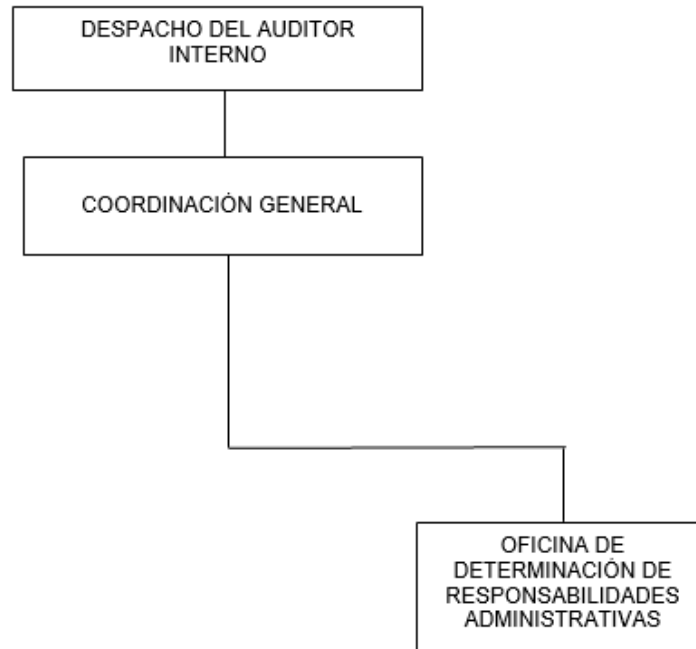 DESPACHO DEL AUDITOR
INTERNO
COORDINACIÓN GENERAL
OFICINA DE
DETERMINACIÓN DE
RESPONSABILIDADES
ADMINISTRATIVAS